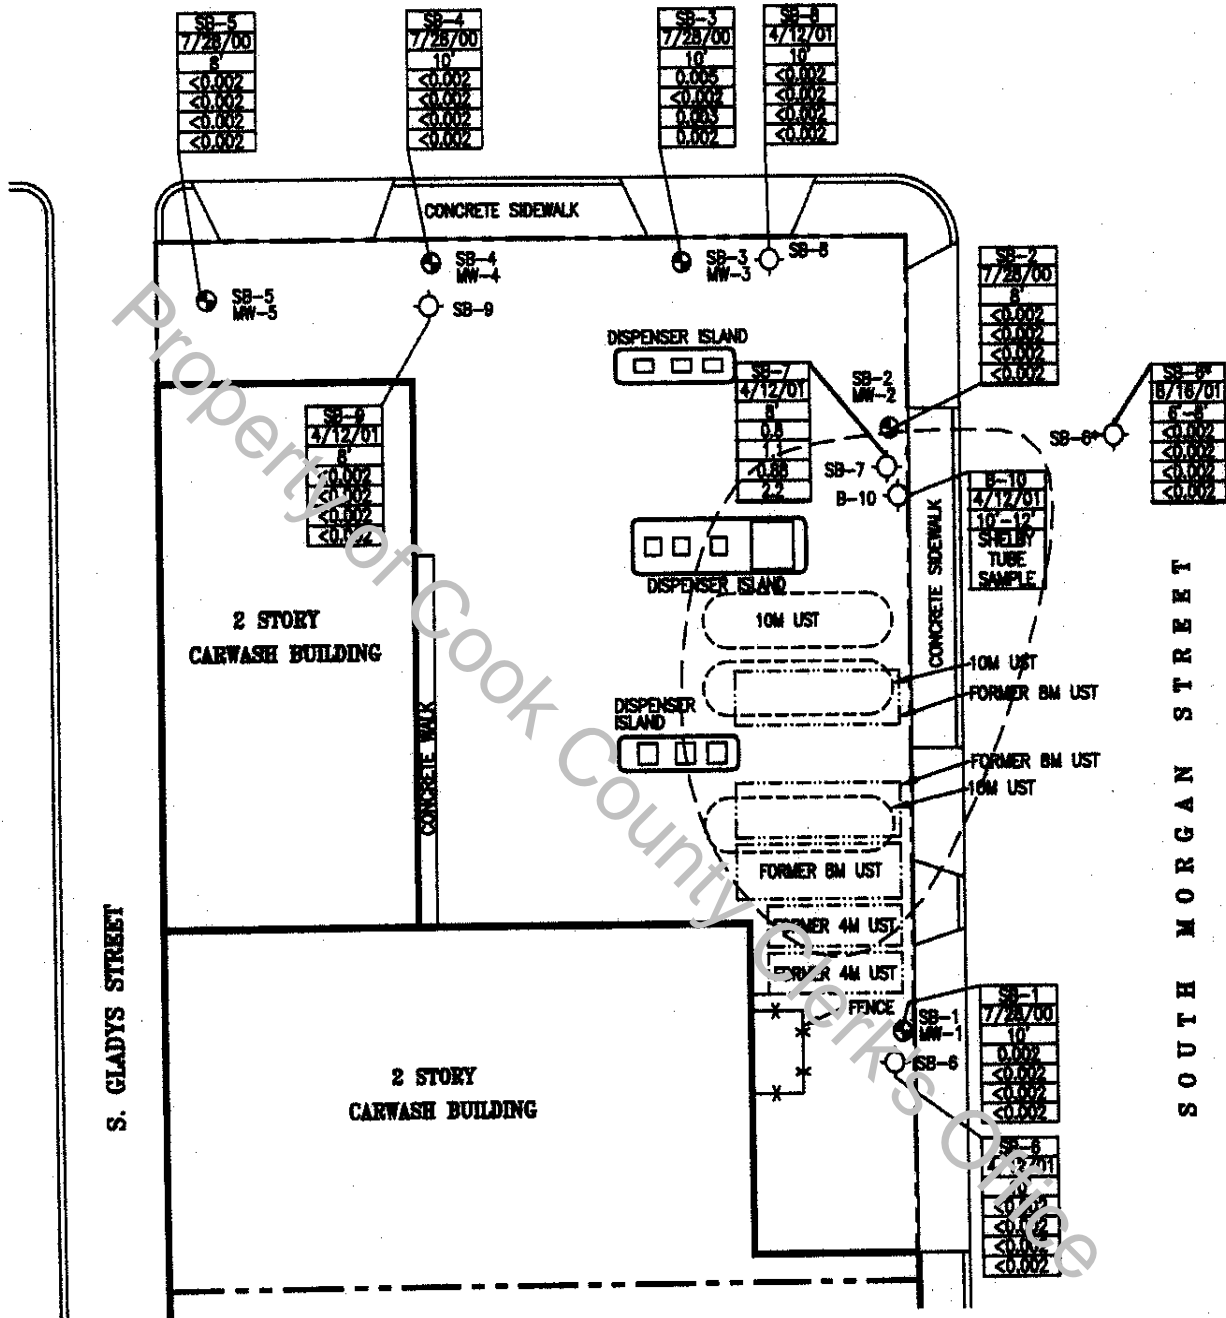 SB-5
7/28/00
8'
<0.002
<0.002
<0.002
<0.002
SB-4
7/28/00
10'
<0.002
<0.002
<0.002
<0.002
SB-3
7/28/00
10'
0.005
<0.002
0.003
0.002
SB-8
4/12/01
10'
<0.002
<0.002
<0.002
<0.002
CONCRETE SIDEWALK
SB-5
MW-5
SB-4
MW-4
SB-9
SB-3
MW-3
SB-8
SB-2
7/28/00
8'
<0.002
<0.002
<0.002
<0.002
DISPENSER ISLAND
SB-7
4/12/01
8'
0.8
1.1
2.2
SB-2
MW-2
SB-7
B-10
6/16/01
<0.002
<0.002
<0.002
<0.002
SB-9
4/12/01
8'
<0.002
<0.002
<0.002
<0.002
B-10
4/12/01
10'-12'
SHELBY
TUBE
SAMPLE
CONCRETE SIDEWALK
DISPENSER ISLAND
10M UST
2 STORY
CARWASH BUILDING
10M UST
FORMER 8M UST
DISPENSER
ISLAND
CONCRETE WALK
FORMER 8M UST
10M UST
FORMER 8M UST
FORMER 4M UST
FORMER 4M UST
FENCE
SB-1
MW-1
SB-6
SB-1
7/28/00
10'
0.002
<0.002
<0.002
<0.002
SB-6
4/12/01
<0.002
<0.002
<0.002
<0.002
2 STORY
CARWASH BUILDING
S. GLADYS STREET
SOUTH MORGAN STREET
Property of Cook County Clerk's Office